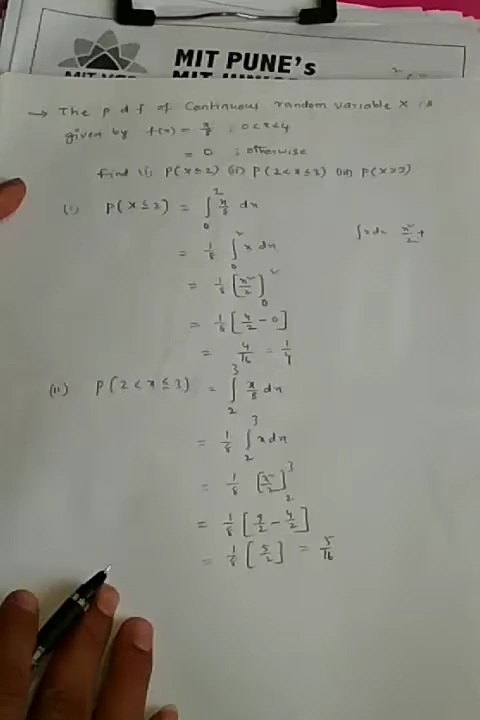 MIT PUNE's
→ The p d f of Continuous random variable x is
given by f(x) = x/8 ; 0<x<4
= 0 ; otherwise
find (i) P(x≤2) (ii) P(2<x≤3) (iii) P(x>3)
(i) P(x≤2) = ∫₀² x/8 dx
∫x dx x²/2 +
= 1/8 ∫₀² x dx
= 1/8 [x²/2]₀²
= 1/8 [4/2 - 0]
= 4/16 = 1/4
(ii) P(2<x≤3) = ∫₂³ x/8 dx
= 1/8 ∫₂³ x dx
= 1/8 [x²/2]₂³
= 1/8 [9/2 - 4/2]
= 1/8 [5/2] = 5/16